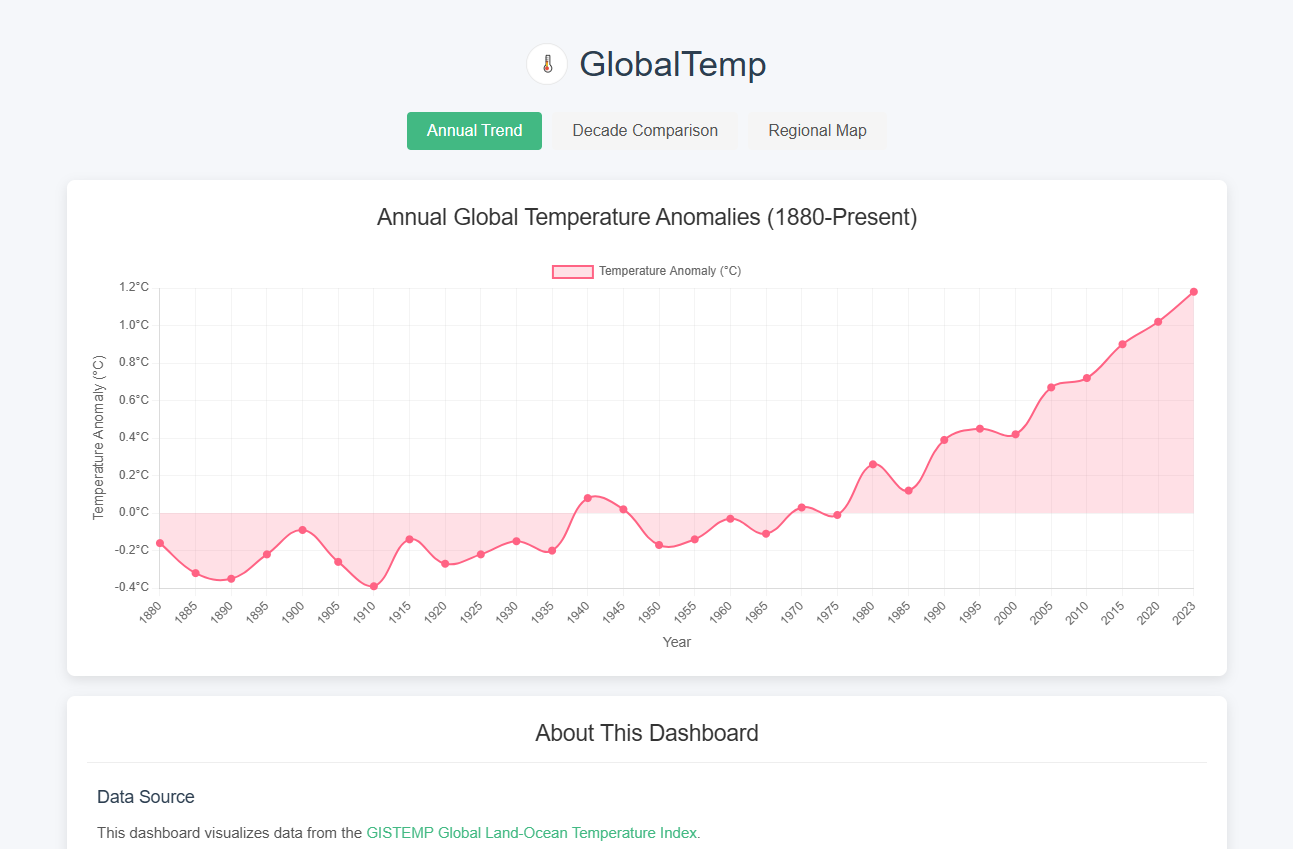 GlobalTemp
Annual Trend Decade Comparison Regional Map
Annual Global Temperature Anomalies (1880-Present)
Temperature Anomaly (°C)
Temperature Anomaly (°C)
1.2°C
1.0°C
0.8°C
0.6°C
0.4°C
0.2°C
0.0°C
-0.2°C
-0.4°C
1880 1885 1890 1895 1900 1905 1910 1915 1920 1925 1930 1935 1940 1945 1950 1955 1960 1965 1970 1975 1980 1985 1990 1995 2000 2005 2010 2015 2020 2023
Year
About This Dashboard
Data Source
This dashboard visualizes data from the GISTEMP Global Land-Ocean Temperature Index.